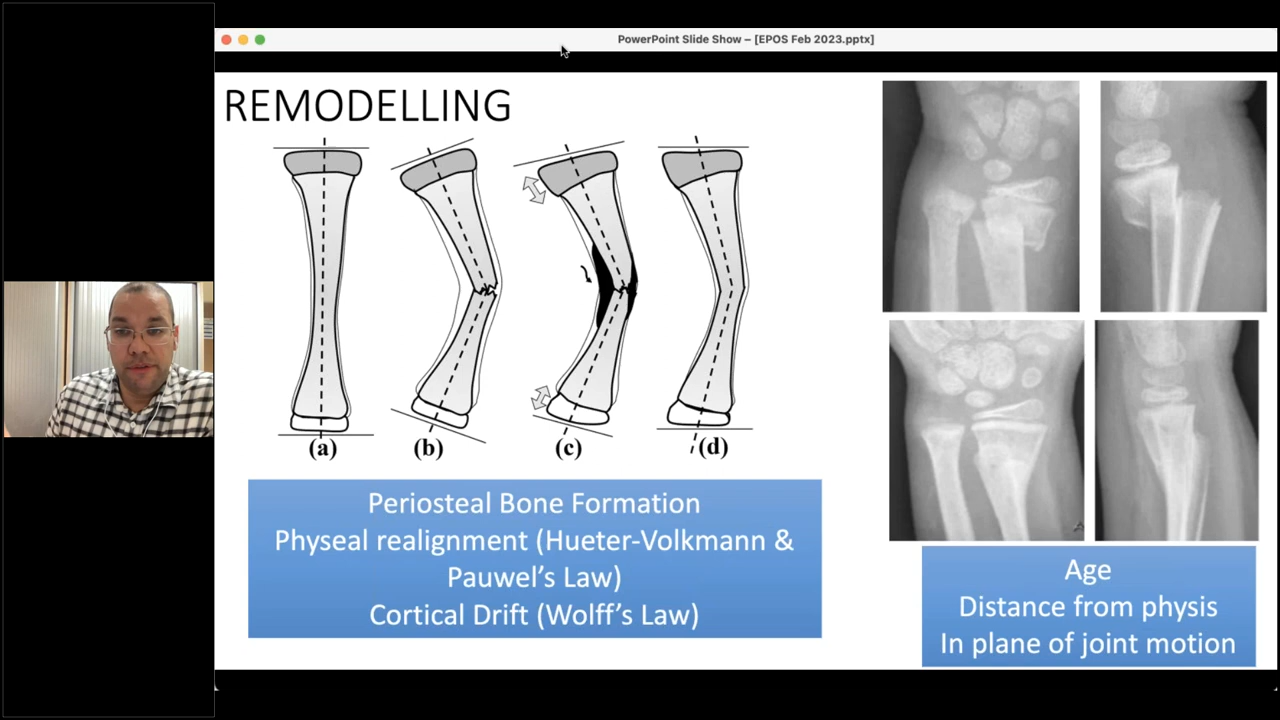 PowerPoint Slide Show – [EPOS Feb 2023.pptx]
REMODELLING
(a)
(b)
(c)
(d)
Periosteal Bone Formation
Physeal realignment (Hueter-Volkmann &
Pauwel’s Law)
Cortical Drift (Wolff’s Law)
Age
Distance from physis
In plane of joint motion